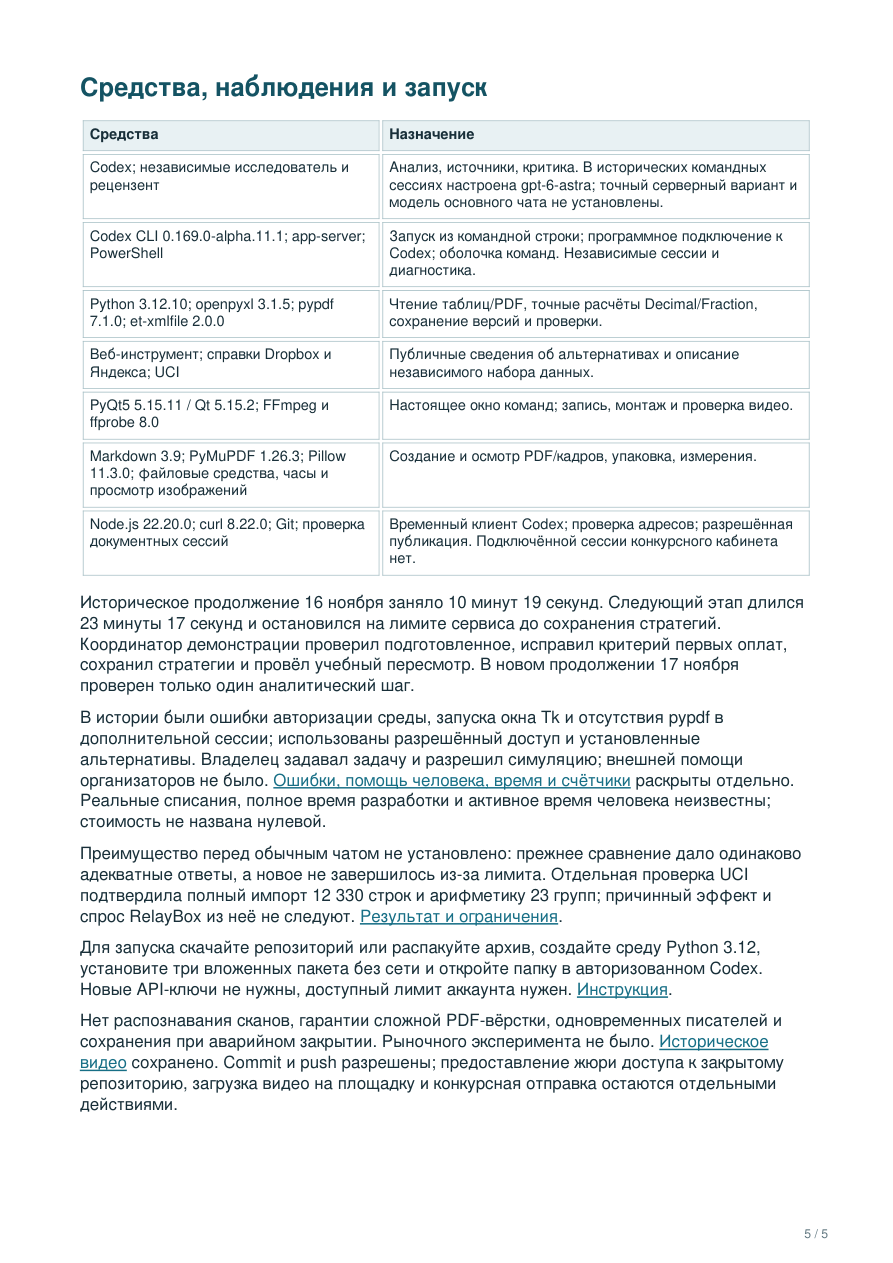 Средства, наблюдения и запуск
Средства
Назначение
Codex; независимые исследователь и
рецензент
Анализ, источники, критика. В исторических командных
сессиях настроена gpt-6-astra; точный серверный вариант и
модель основного чата не установлены.
Codex CLI 0.169.0-alpha.11.1; app-server;
PowerShell
Запуск из командной строки; программное подключение к
Codex; оболочка команд. Независимые сессии и
диагностика.
Python 3.12.10; openpyxl 3.1.5; pypdf
7.1.0; et-xmlfile 2.0.0
Чтение таблиц/PDF, точные расчёты Decimal/Fraction,
сохранение версий и проверки.
Веб-инструмент; справки Dropbox и
Яндекса; UCI
Публичные сведения об альтернативах и описание
независимого набора данных.
PyQt5 5.15.11 / Qt 5.15.2; FFmpeg и
ffprobe 8.0
Настоящее окно команд; запись, монтаж и проверка видео.
Markdown 3.9; PyMuPDF 1.26.3; Pillow
11.3.0; файловые средства, часы и
просмотр изображений
Создание и осмотр PDF/кадров, упаковка, измерения.
Node.js 22.20.0; curl 8.22.0; Git; проверка
документных сессий
Временный клиент Codex; проверка адресов; разрешённая
публикация. Подключённой сессии конкурсного кабинета
нет.
Историческое продолжение 16 ноября заняло 10 минут 19 секунд. Следующий этап длился
23 минуты 17 секунд и остановился на лимите сервиса до сохранения стратегий.
Координатор демонстрации проверил подготовленное, исправил критерий первых оплат,
сохранил стратегии и провёл учебный пересмотр. В новом продолжении 17 ноября
проверен только один аналитический шаг.
В истории были ошибки авторизации среды, запуска окна Tk и отсутствия pypdf в
дополнительной сессии; использованы разрешённый доступ и установленные
альтернативы. Владелец задавал задачу и разрешил симуляцию; внешней помощи
организаторов не было. Ошибки, помощь человека, время и счётчики раскрыты отдельно.
Реальные списания, полное время разработки и активное время человека неизвестны;
стоимость не названа нулевой.
Преимущество перед обычным чатом не установлено: прежнее сравнение дало одинаково
адекватные ответы, а новое не завершилось из-за лимита. Отдельная проверка UCI
подтвердила полный импорт 12 330 строк и арифметику 23 групп; причинный эффект и
спрос RelayBox из неё не следуют. Результат и ограничения.
Для запуска скачайте репозиторий или распакуйте архив, создайте среду Python 3.12,
установите три вложенных пакета без сети и откройте папку в авторизованном Codex.
Новые API-ключи не нужны, доступный лимит аккаунта нужен. Инструкция.
Нет распознавания сканов, гарантии сложной PDF-вёрстки, одновременных писателей и
сохранения при аварийном закрытии. Рыночного эксперимента не было. Историческое
видео сохранено. Commit и push разрешены; предоставление жюри доступа к закрытому
репозиторию, загрузка видео на площадку и конкурсная отправка остаются отдельными
действиями.
5 / 5